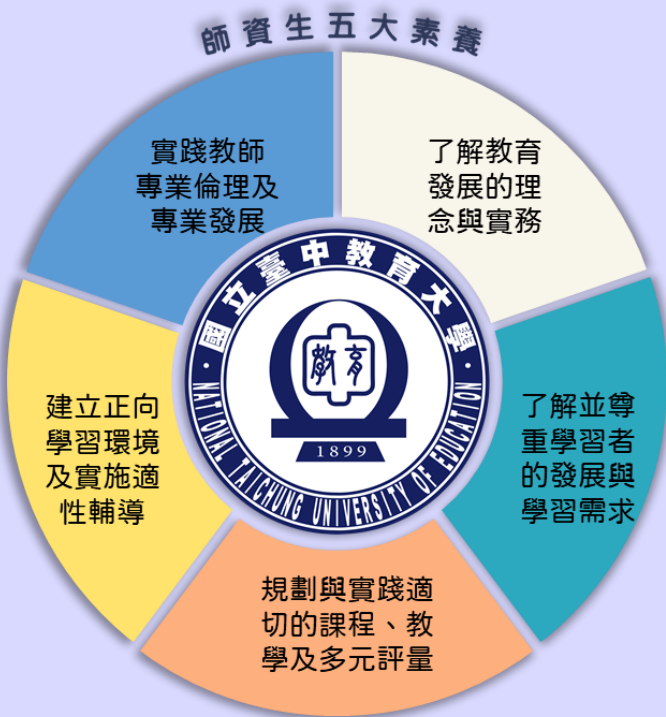 師資生五大素養
了解教育
發展的理
念與實務
了解並尊
重學習者
的發展與
學習需求
規劃與實踐適
切的課程、教
學及多元評量
建立正向
學習環境
及實施適
性輔導
實踐教師
專業倫理及
專業發展
國立臺中教育大學
教育
1899
NATIONAL TAICHUNG UNIVERSITY OF EDUCATION